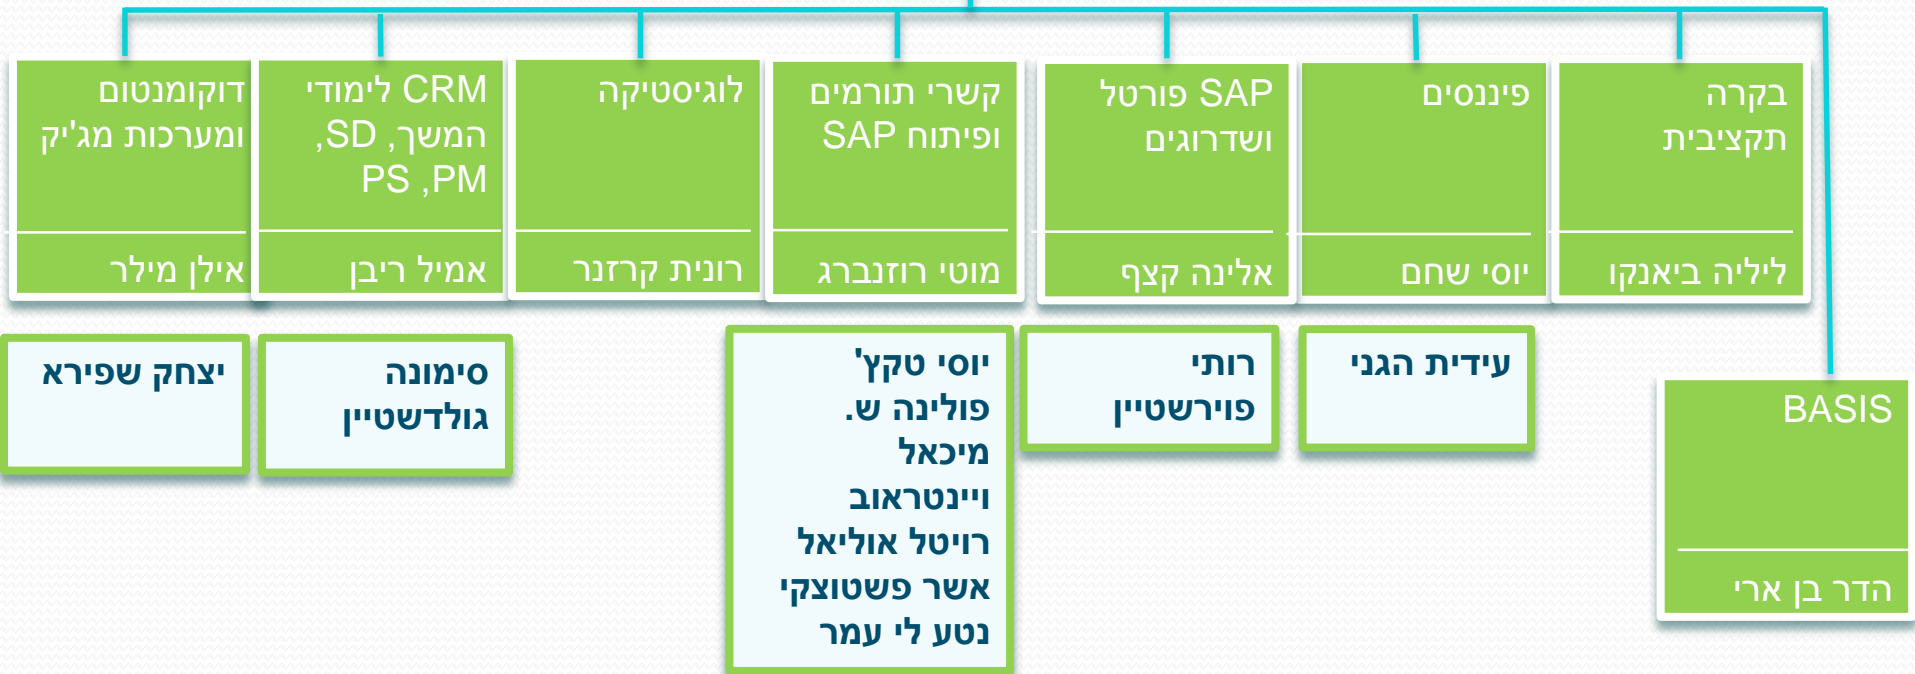 בקרה
תקציבית
ליליה ביאנקו
פיננסים
יוסי שחם
עידית הגני
SAP פורטל
ושדרוגים
אלינה קצף
רותי
פוירשטיין
קשרי תורמים
ופיתוח SAP
מוטי רוזנברג
יוסי טקץ'
פולינה ש.
מיכאל
ויינטראוב
רויטל אוליאל
אשר פשטוצקי
נטע לי עמר
לוגיסטיקה
רונית קרזנר
CRM לימודי
המשך, SD,
PS ,PM
אמיל ריבן
סימונה
גולדשטיין
דוקומנטום
ומערכות מג'יק
אילן מילר
יצחק שפירא
BASIS
הדר בן ארי